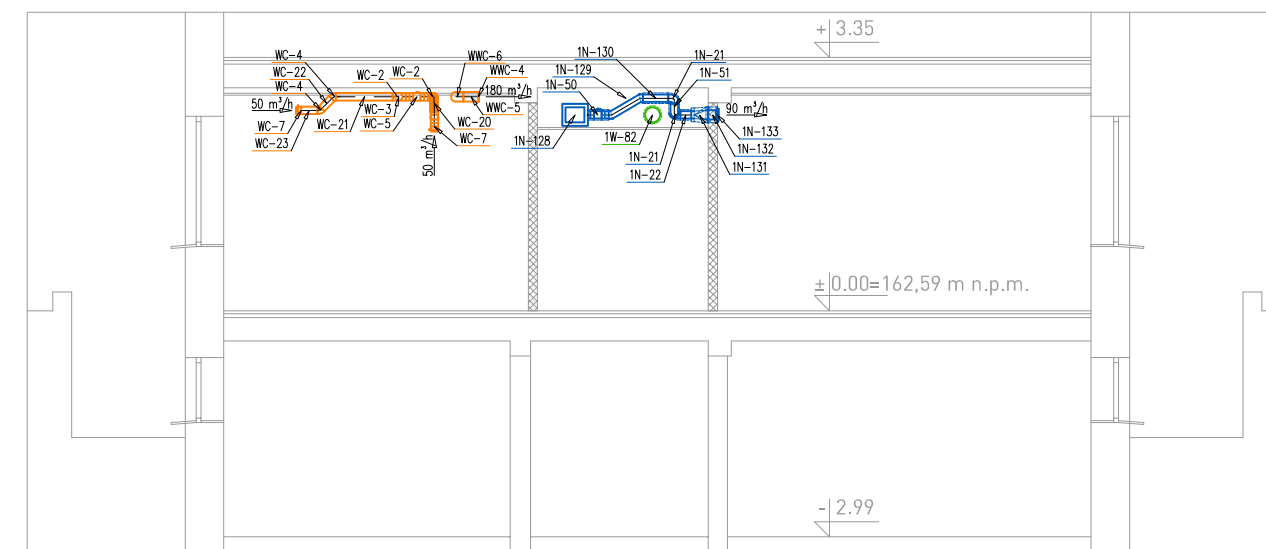 + 3.35
WC-4
WWC-6
1N-130
1N-21
WC-22
WC-2
WC-2
WWC-4
1N-129
1N-51
WC-4
1N-50
180 m³/h
50 m³/h
WC-3
WWC-5
90 m³/h
WC-7
WC-21
WC-5
WC-20
1N-133
WC-23
WC-7
1N-128
1W-82
1N-132
50 m³/h
1N-21
1N-131
1N-22
± 0.00=162,59 m n.p.m.
- 2.99